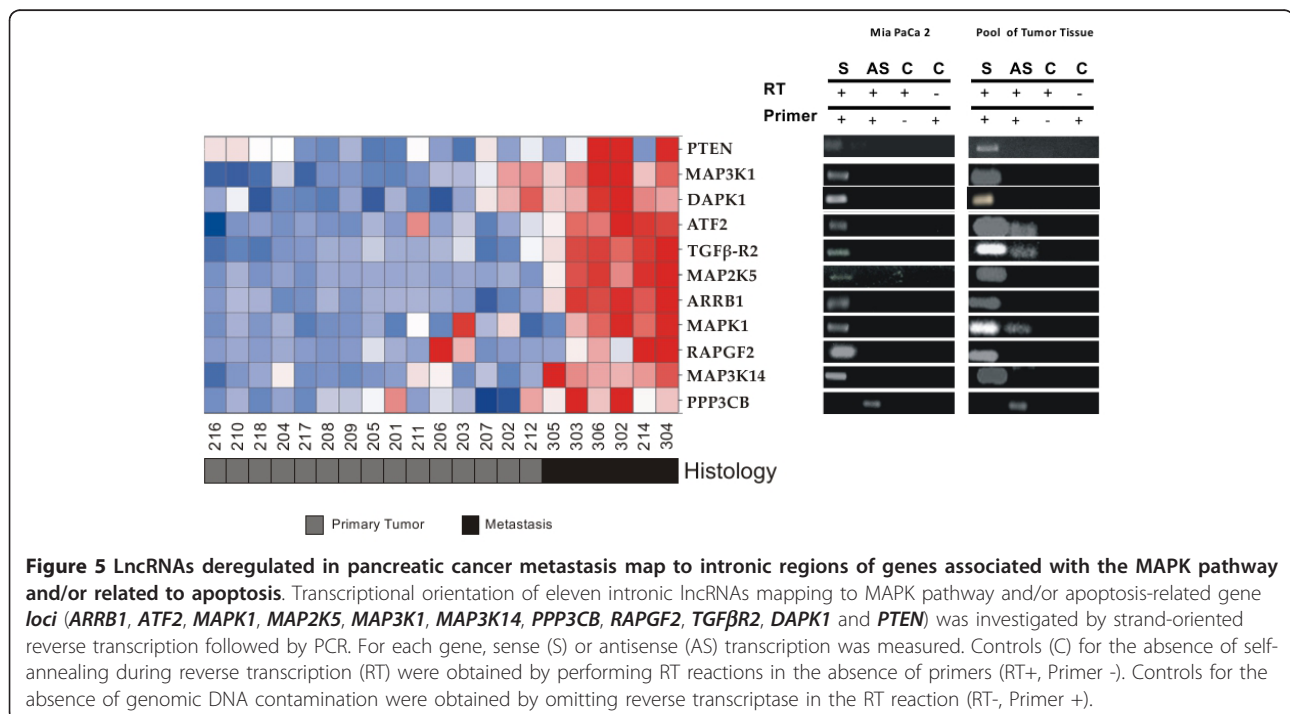 Mia PaCa 2 Pool of Tumor Tissue
S AS C C S AS C C
RT + + + - + + + -
Primer + + - + + + - +
PTEN
MAP3K1
DAPK1
ATF2
TGFβ-R2
MAP2K5
ARRB1
MAPK1
RAPGF2
MAP3K14
PPP3CB
216 210 218 204 217 208 209 205 201 211 206 203 207 202 212 305 303 306 302 214 304
Histology
Primary Tumor Metastasis
Figure 5 LncRNAs deregulated in pancreatic cancer metastasis map to intronic regions of genes associated with the MAPK pathway
and/or related to apoptosis. Transcriptional orientation of eleven intronic lncRNAs mapping to MAPK pathway and/or apoptosis-related gene
loci (ARRB1, ATF2, MAPK1, MAP2K5, MAP3K1, MAP3K14, PPP3CB, RAPGF2, TGFβR2, DAPK1 and PTEN) was investigated by strand-oriented
reverse transcription followed by PCR. For each gene, sense (S) or antisense (AS) transcription was measured. Controls (C) for the absence of self-
annealing during reverse transcription (RT) were obtained by performing RT reactions in the absence of primers (RT+, Primer -). Controls for the
absence of genomic DNA contamination were obtained by omitting reverse transcriptase in the RT reaction (RT-, Primer +).